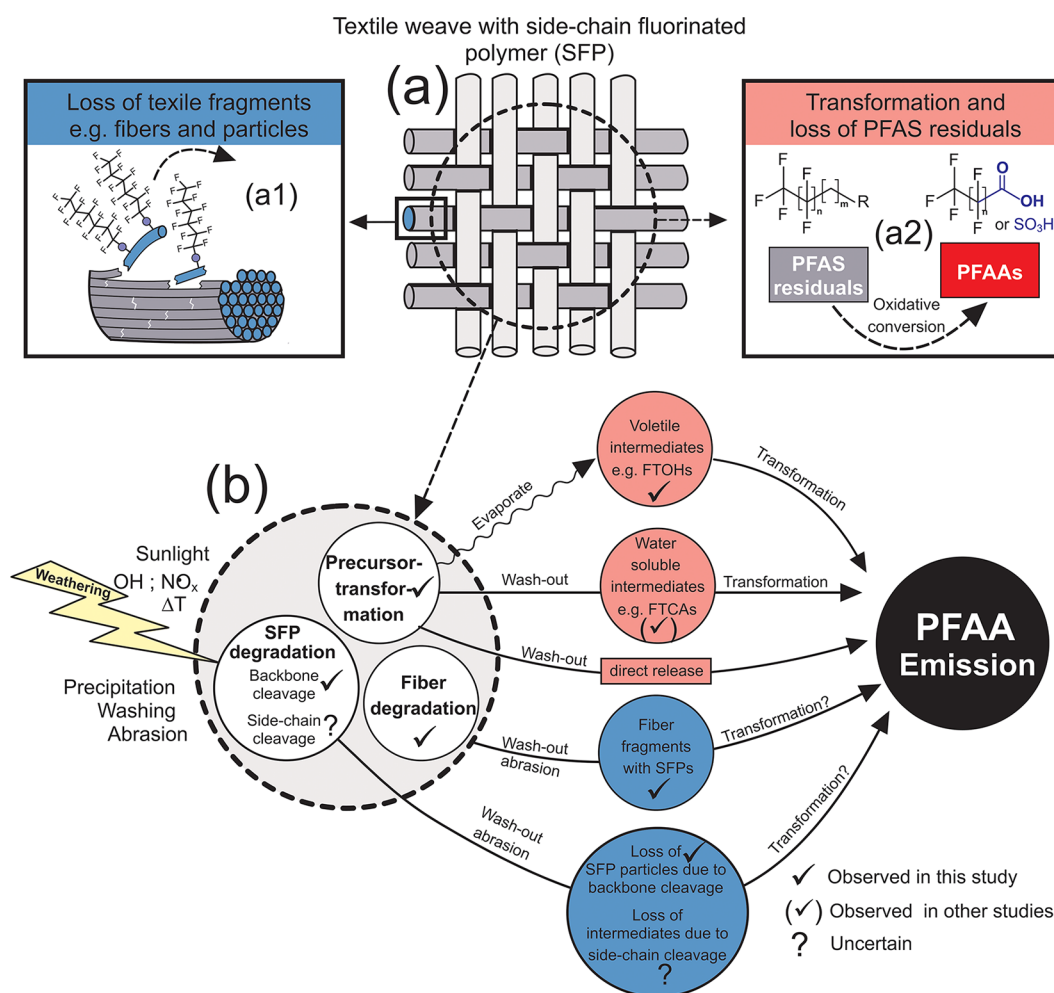 Textile weave with side-chain fluorinated
polymer (SFP)
(a)
Loss of texile fragments
e.g. fibers and particles
(a1)
F F F F F F F F F F F F F F F
Transformation and
loss of PFAS residuals
F F F F F n m R
F F F F F n O OH
or SO₃H
(a2)
PFAS
residuals
PFAAs
Oxidative
conversion
(b)
Weathering
Sunlight
OH ; NO•ₓ
ΔT
Precipitation
Washing
Abrasion
Precursor-
transfor-
mation ✓
SFP
degradation
Backbone
cleavage ✓
Side-chain
cleavage ?
Fiber
degradation
✓
Evaporate
Wash-out
Wash-out
Wash-out
abrasion
Wash-out
abrasion
Voletile
intermediates
e.g. FTOHs
✓
Water
soluble
intermediates
e.g. FTCAs
(✓)
direct release
Fiber
fragments
with SFPs
✓
Loss of ✓
SFP particles due to
backbone cleavage
Loss of
intermediates due to
side-chain cleavage
?
Transformation
Transformation
Transformation?
Transformation?
PFAA
Emission
✓ Observed in this study
(✓) Observed in other studies
? Uncertain